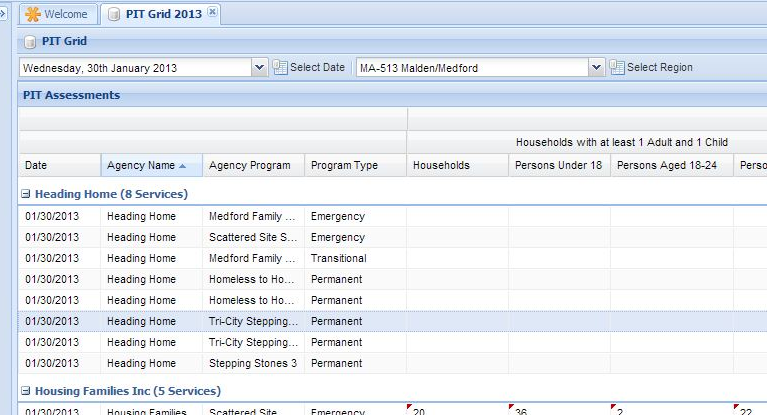 Welcome PIT Grid 2013
PIT Grid
Wednesday, 30th January 2013 Select Date MA-513 Malden/Medford Select Region
PIT Assessments
Households with at least 1 Adult and 1 Child
Date Agency Name Agency Program Program Type Households Persons Under 18 Persons Aged 18-24 Perso
Heading Home (8 Services)
01/30/2013 Heading Home Medford Family ... Emergency
01/30/2013 Heading Home Scattered Site S... Emergency
01/30/2013 Heading Home Medford Family ... Transitional
01/30/2013 Heading Home Homeless to Ho... Permanent
01/30/2013 Heading Home Homeless to Ho... Permanent
01/30/2013 Heading Home Tri-City Stepping... Permanent
01/30/2013 Heading Home Tri-City Stepping... Permanent
01/30/2013 Heading Home Stepping Stones 3 Permanent
Housing Families Inc (5 Services)
01/30/2013 Housing Families Scattered Site Emergency 20 36 2 22